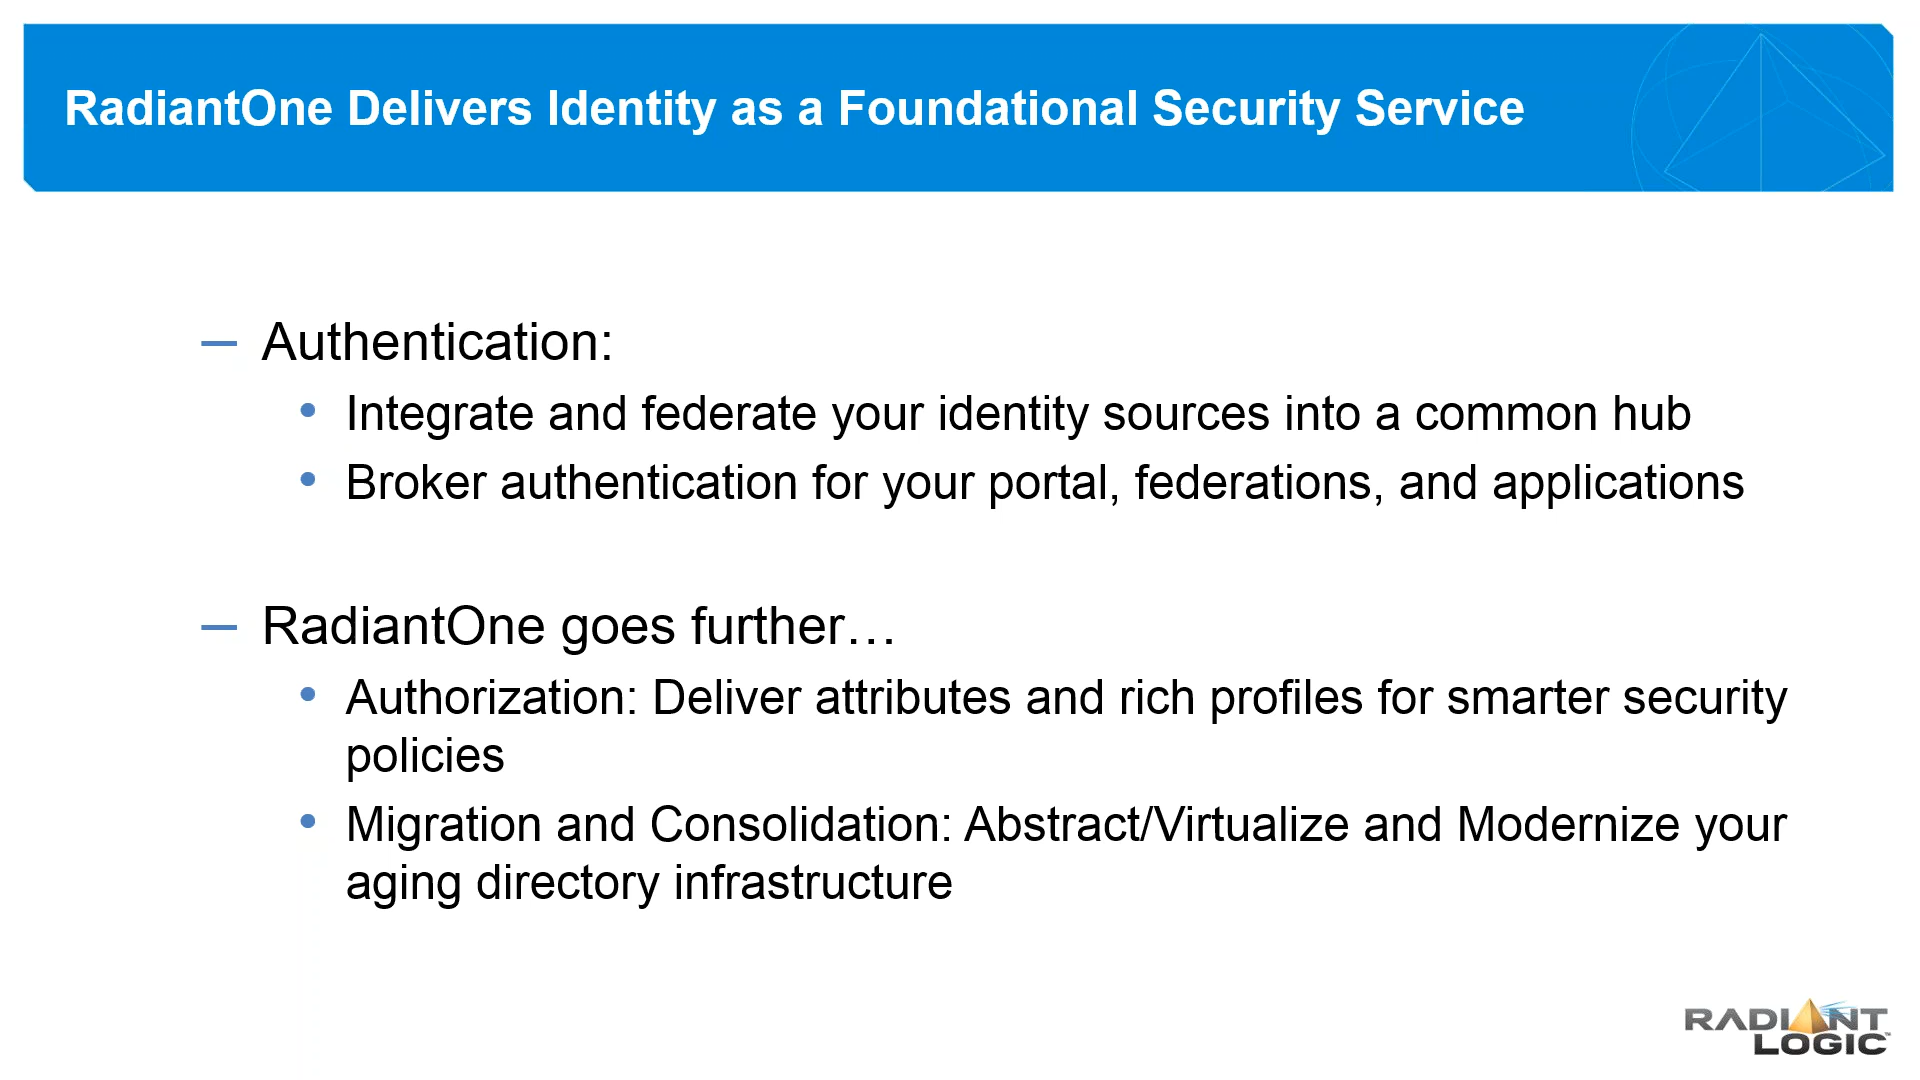 RadiantOne Delivers Identity as a Foundational Security Service
– Authentication:
• Integrate and federate your identity sources into a common hub
• Broker authentication for your portal, federations, and applications
– RadiantOne goes further…
• Authorization: Deliver attributes and rich profiles for smarter security
policies
• Migration and Consolidation: Abstract/Virtualize and Modernize your
aging directory infrastructure
RADIANT
LOGIC™